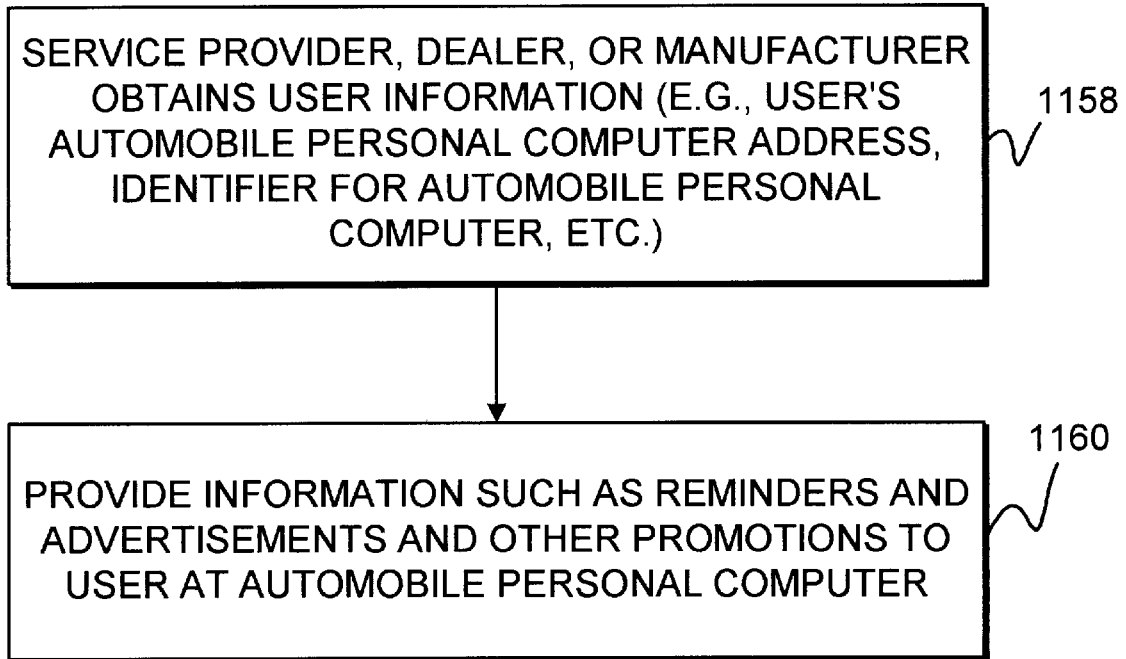 SERVICE PROVIDER, DEALER, OR MANUFACTURER
OBTAINS USER INFORMATION (E.G., USER'S
AUTOMOBILE PERSONAL COMPUTER ADDRESS,
IDENTIFIER FOR AUTOMOBILE PERSONAL
COMPUTER, ETC.)
1158
PROVIDE INFORMATION SUCH AS REMINDERS AND
ADVERTISEMENTS AND OTHER PROMOTIONS TO
USER AT AUTOMOBILE PERSONAL COMPUTER
1160